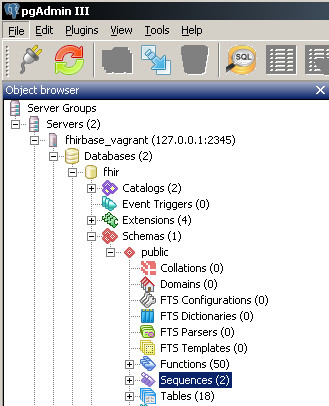 pgAdmin III
File Edit Plugins View Tools Help
SQL
Object browser
Server Groups
Servers (2)
fhirbase_vagrant (127.0.0.1:2345)
Databases (2)
fhir
Catalogs (2)
Event Triggers (0)
Extensions (4)
Schemas (1)
public
Collations (0)
Domains (0)
FTS Configurations (0)
FTS Dictionaries (0)
FTS Parsers (0)
FTS Templates (0)
Functions (50)
Sequences (2)
Tables (18)